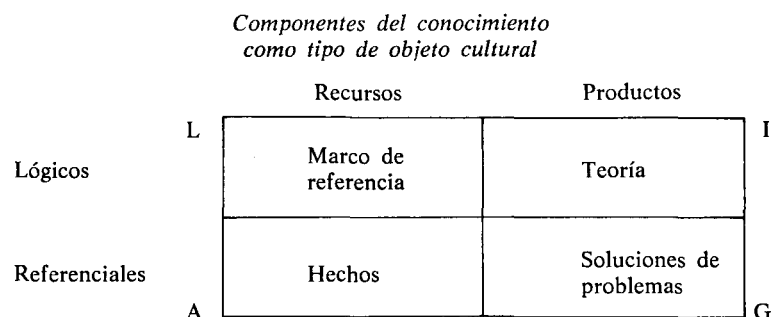 Componentes del conocimiento
como tipo de objeto cultural
Recursos Productos
L I
Lógicos Marco de referencia Teoría
Referenciales Hechos Soluciones de problemas
A G